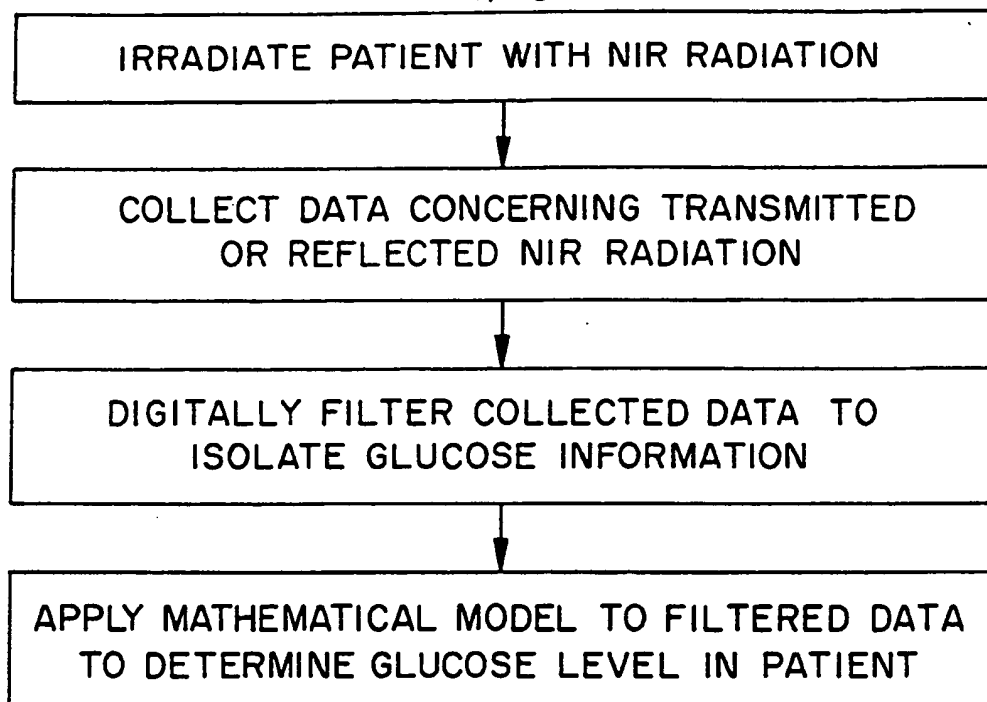 IRRADIATE PATIENT WITH NIR RADIATION
COLLECT DATA CONCERNING TRANSMITTED
OR REFLECTED NIR RADIATION
DIGITALLY FILTER COLLECTED DATA TO
ISOLATE GLUCOSE INFORMATION
APPLY MATHEMATICAL MODEL TO FILTERED DATA
TO DETERMINE GLUCOSE LEVEL IN PATIENT